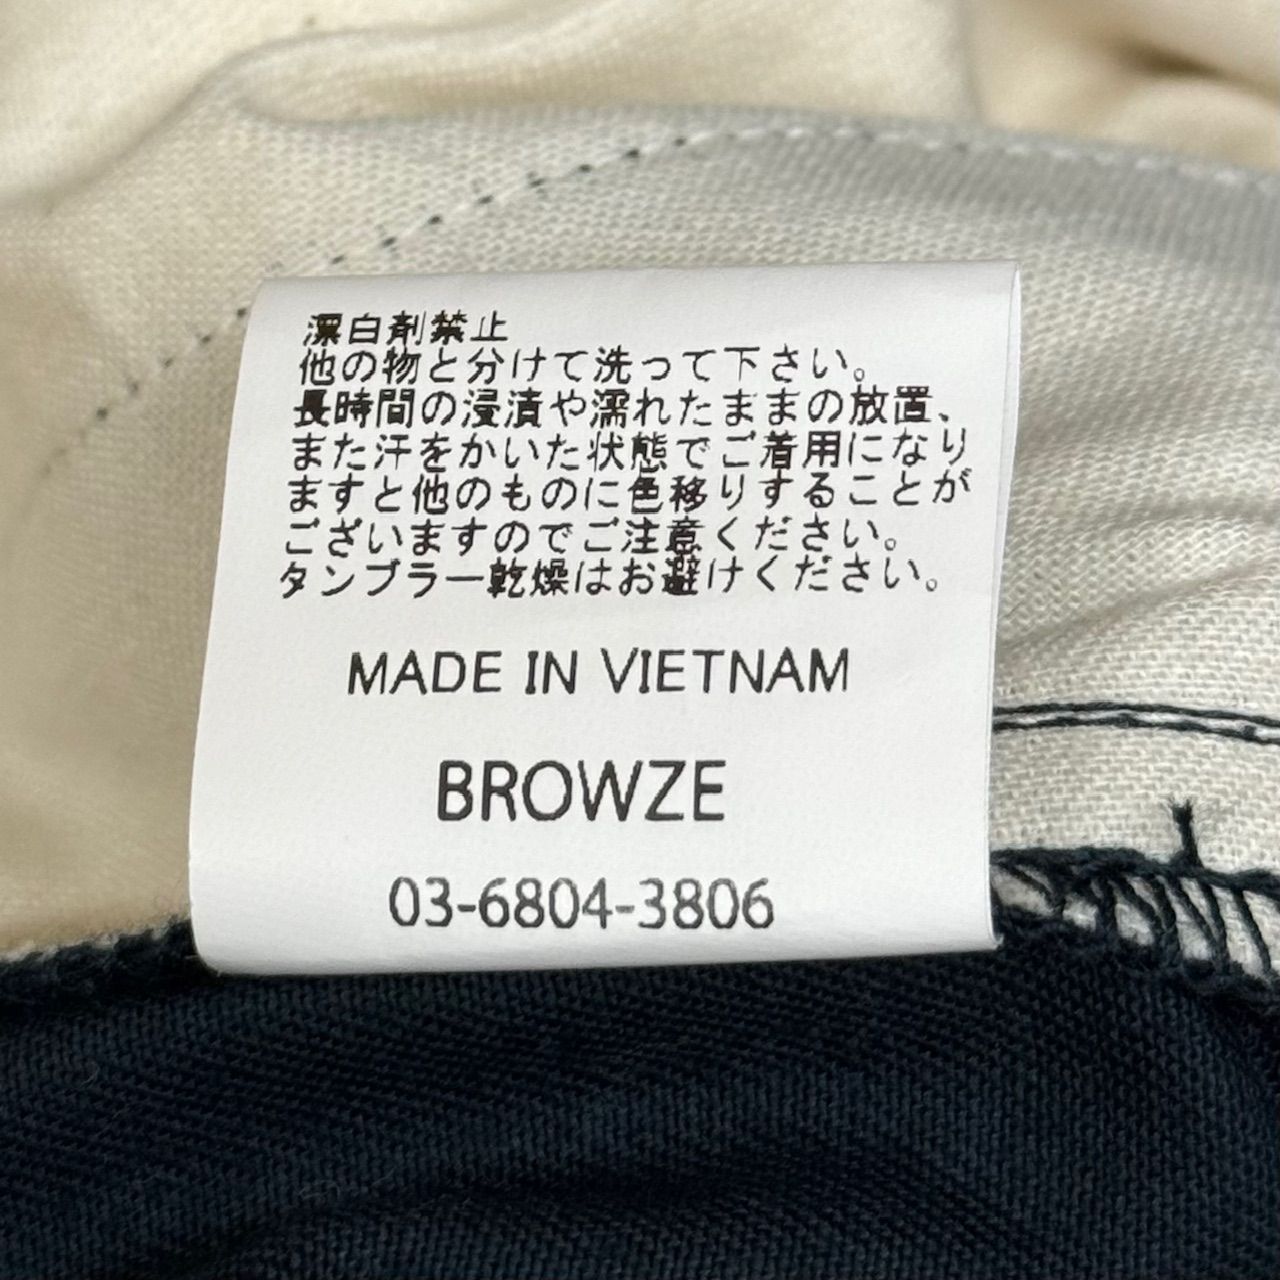 漂白剤禁止
他の物と分けて洗って下さい。
長時間の浸漬や濡れたままの放置、
また汗をかいた状態でご着用になり
ますと他のものに色移りすることが
ございますのでご注意ください。
タンブラー乾燥はお避けください。
MADE IN VIETNAM
BROWZE
03-6804-3806